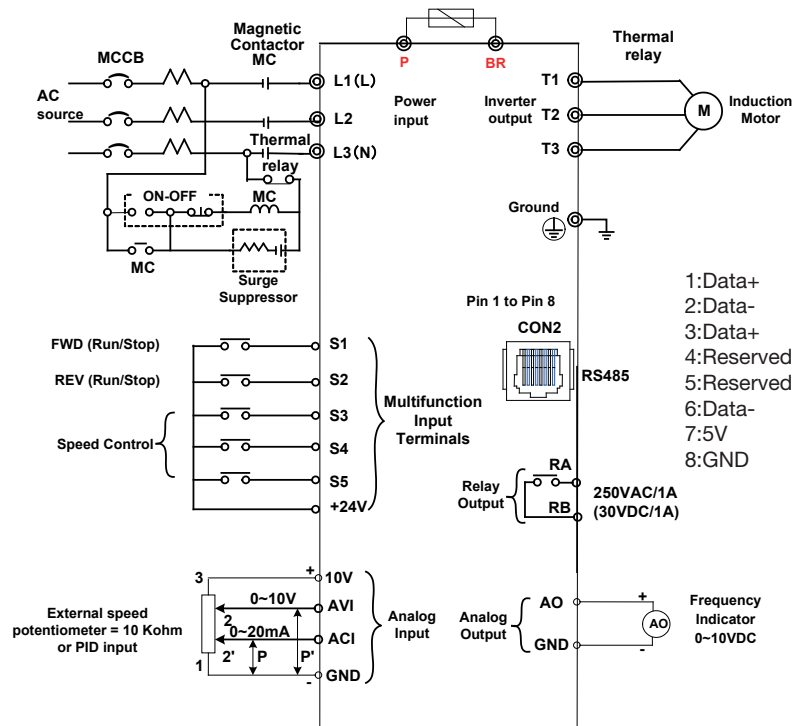 Magnetic
Contactor
MC
MCCB
AC
source
L1(L)
L2
L3(N)
Thermal
relay
ON-OFF
MC
MC
Surge
Suppressor
P
BR
Power
input
Inverter
output
T1
T2
T3
Thermal
relay
M
Induction
Motor
Ground
Pin 1 to Pin 8
CON2
RS485
1:Data+
2:Data-
3:Data+
4:Reserved
5:Reserved
6:Data-
7:5V
8:GND
FWD (Run/Stop)
REV (Run/Stop)
Speed Control
S1
S2
S3
S4
S5
+24V
Multifunction
Input
Terminals
Relay
Output
RA
RB
250VAC/1A
(30VDC/1A)
External speed
potentiometer = 10 Kohm
or PID input
3
2
2'
1
+
-
0~10V
0~20mA
P
P'
10V
AVI
ACI
GND
Analog
Input
Analog
Output
AO
GND
+
-
AO
Frequency
Indicator
0~10VDC